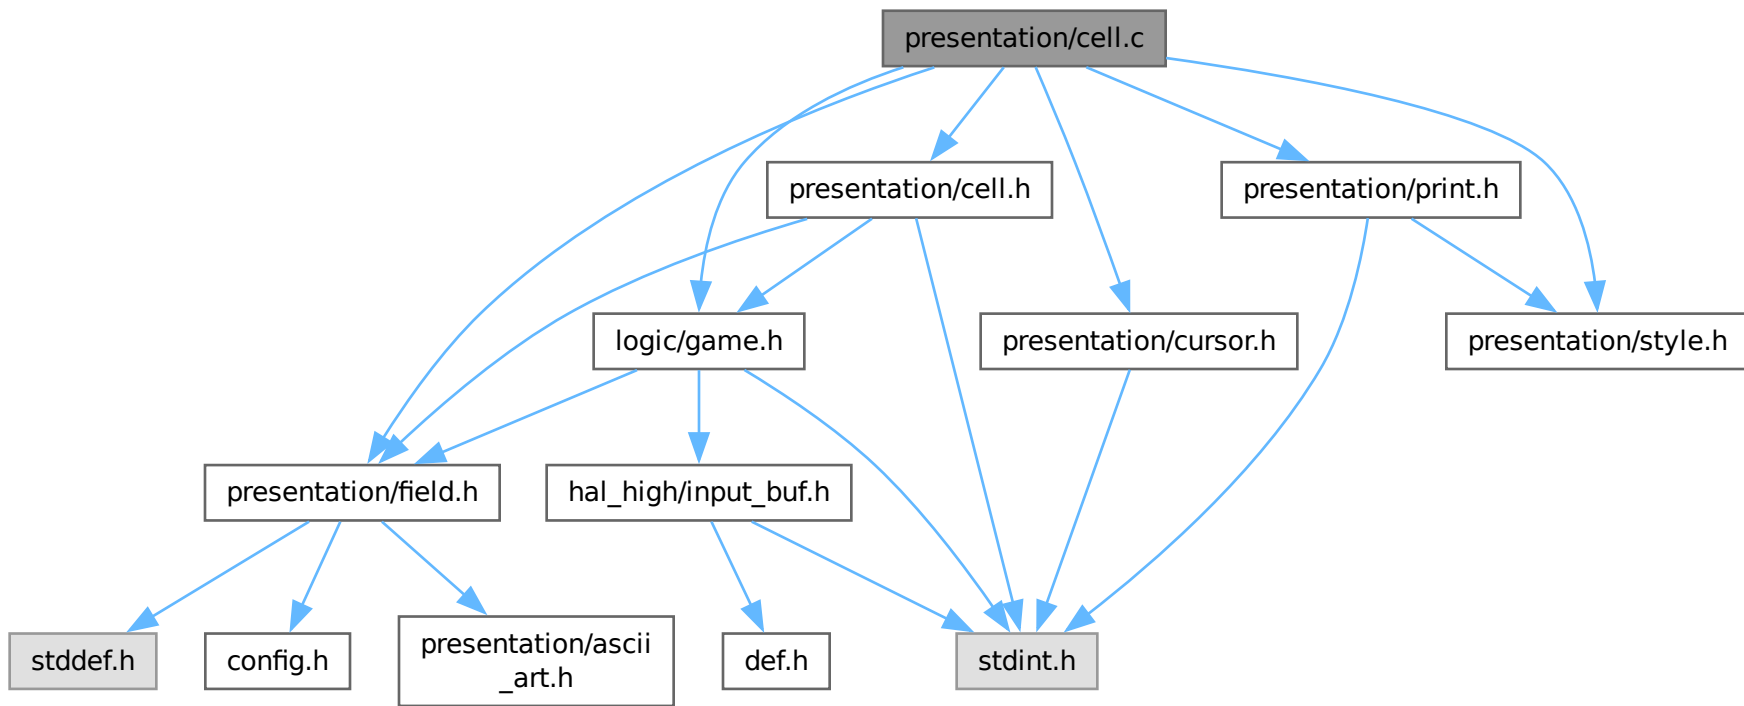 presentation/cell.c
presentation/cell.h
presentation/print.h
logic/game.h
presentation/cursor.h
presentation/style.h
presentation/field.h
hal_high/input_buf.h
stddef.h
config.h
presentation/ascii
_art.h
def.h
stdint.h